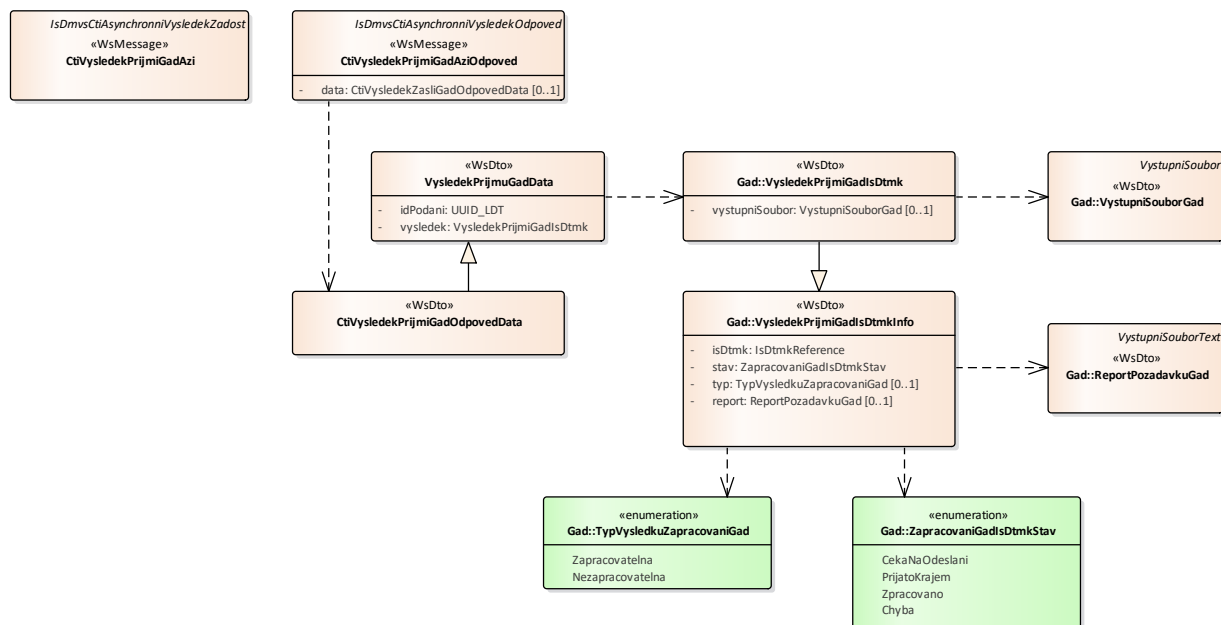 IsDmvsCtiAsynchronniVysledekZadost
«WsMessage»
CtiVysledekPrijmiGadAzi
IsDmvsCtiAsynchronniVysledekOdpoved
«WsMessage»
CtiVysledekPrijmiGadAziOdpoved
- data: CtiVysledekZasliGadOdpovedData [0..1]
«WsDto»
VysledekPrijmuGadData
- idPodani: UUID_LDT
- vysledek: VysledekPrijmiGadIsDtmk
«WsDto»
Gad::VysledekPrijmiGadIsDtmk
- vystupniSoubor: VystupniSouborGad [0..1]
VystupniSoubor
«WsDto»
Gad::VystupniSouborGad
«WsDto»
CtiVysledekPrijmiGadOdpovedData
«WsDto»
Gad::VysledekPrijmiGadIsDtmkInfo
- isDtmk: IsDtmkReference
- stav: ZapracovaniGadIsDtmkStav
- typ: TypVysledkuZapracovaniGad [0..1]
- report: ReportPozadavkuGad [0..1]
VystupniSouborText
«WsDto»
Gad::ReportPozadavkuGad
«enumeration»
Gad::TypVysledkuZapracovaniGad
Zapracovatelna
Nezapracovatelna
«enumeration»
Gad::ZapracovaniGadIsDtmkStav
CekaNaOdeslani
PrijatoKrajem
Zpracovano
Chyba